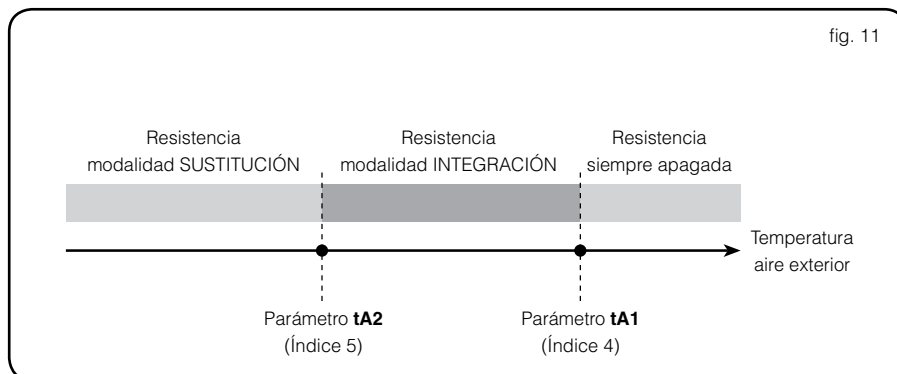 fig. 11
Resistencia
modalidad SUSTITUCIÓN
Resistencia
modalidad INTEGRACIÓN
Resistencia
siempre apagada
Temperatura
aire exterior
Parámetro tA2
(Índice 5)
Parámetro tA1
(Índice 4)